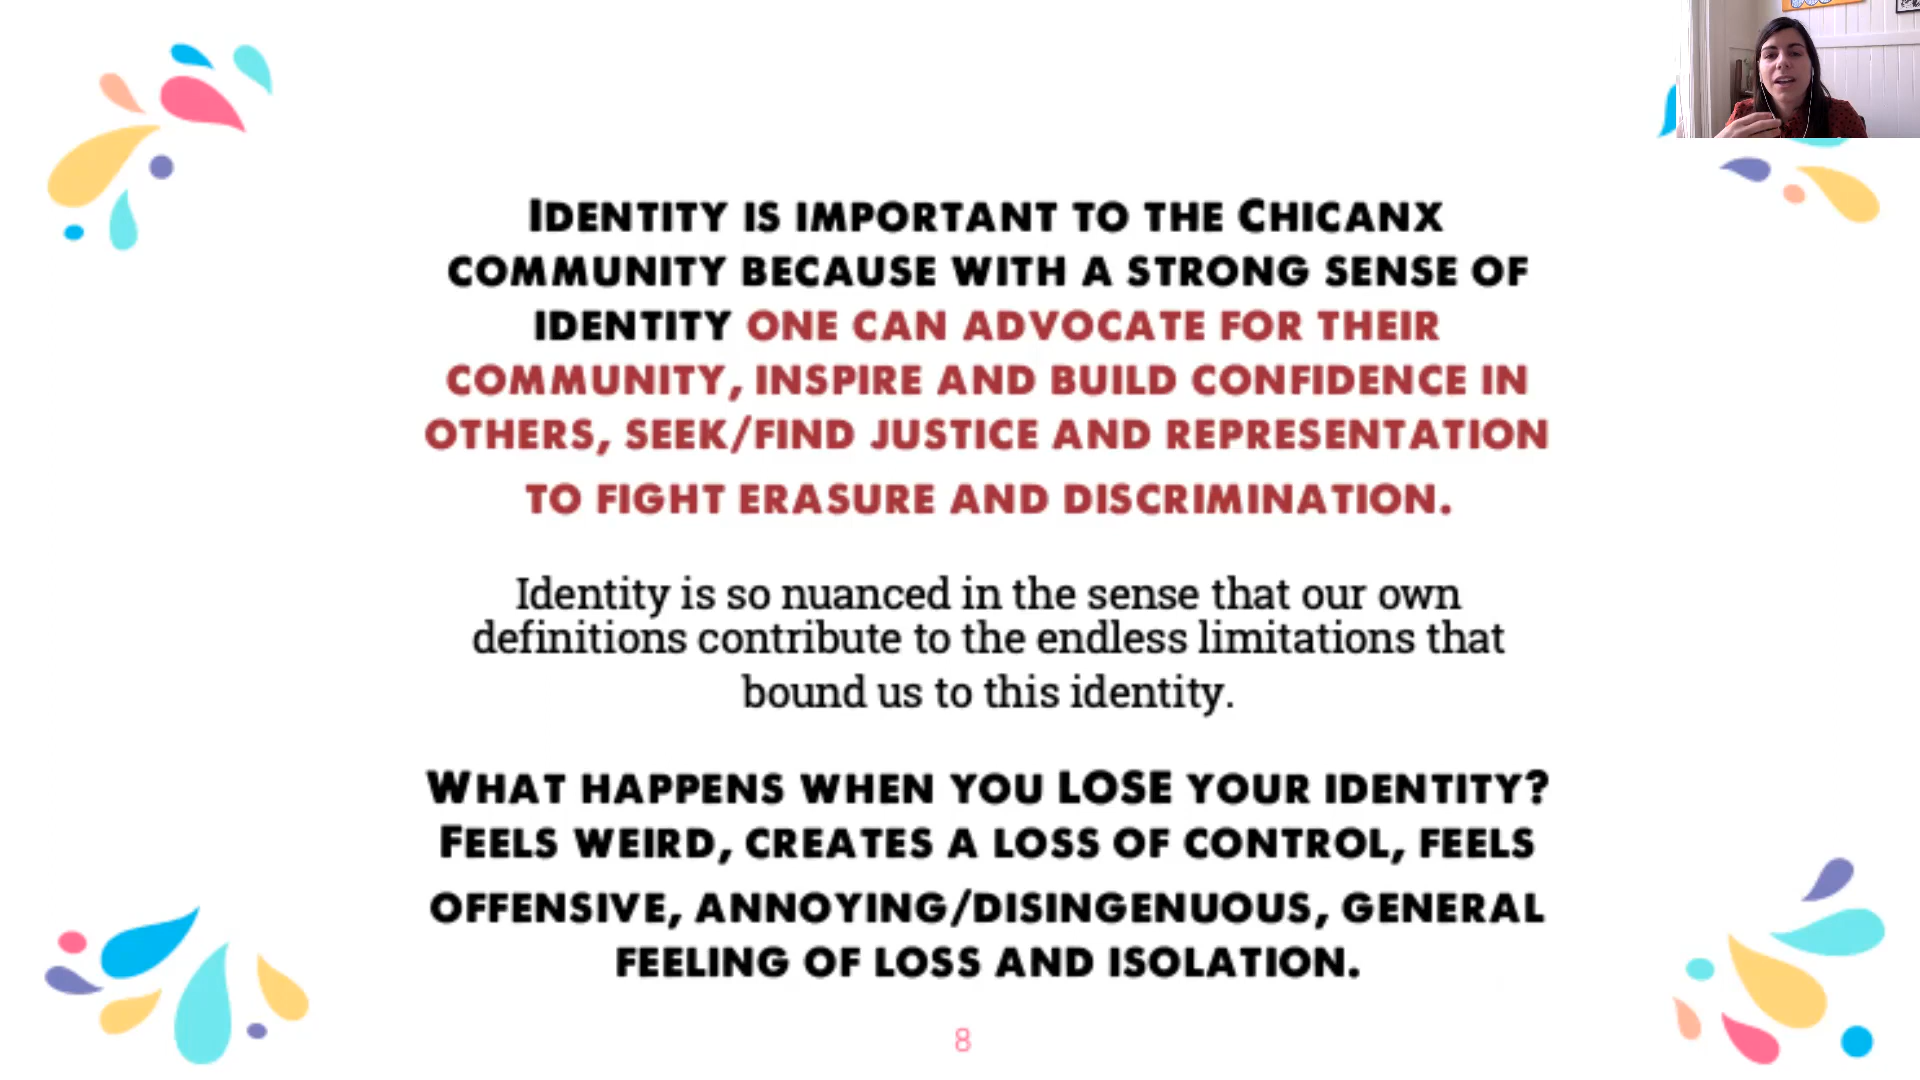 IDENTITY IS IMPORTANT TO THE CHICANX
COMMUNITY BECAUSE WITH A STRONG SENSE OF
IDENTITY ONE CAN ADVOCATE FOR THEIR
COMMUNITY, INSPIRE AND BUILD CONFIDENCE IN
OTHERS, SEEK/FIND JUSTICE AND REPRESENTATION
TO FIGHT ERASURE AND DISCRIMINATION.
Identity is so nuanced in the sense that our own
definitions contribute to the endless limitations that
bound us to this identity.
WHAT HAPPENS WHEN YOU LOSE YOUR IDENTITY?
FEELS WEIRD, CREATES A LOSS OF CONTROL, FEELS
OFFENSIVE, ANNOYING/DISINGENUOUS, GENERAL
FEELING OF LOSS AND ISOLATION.
8